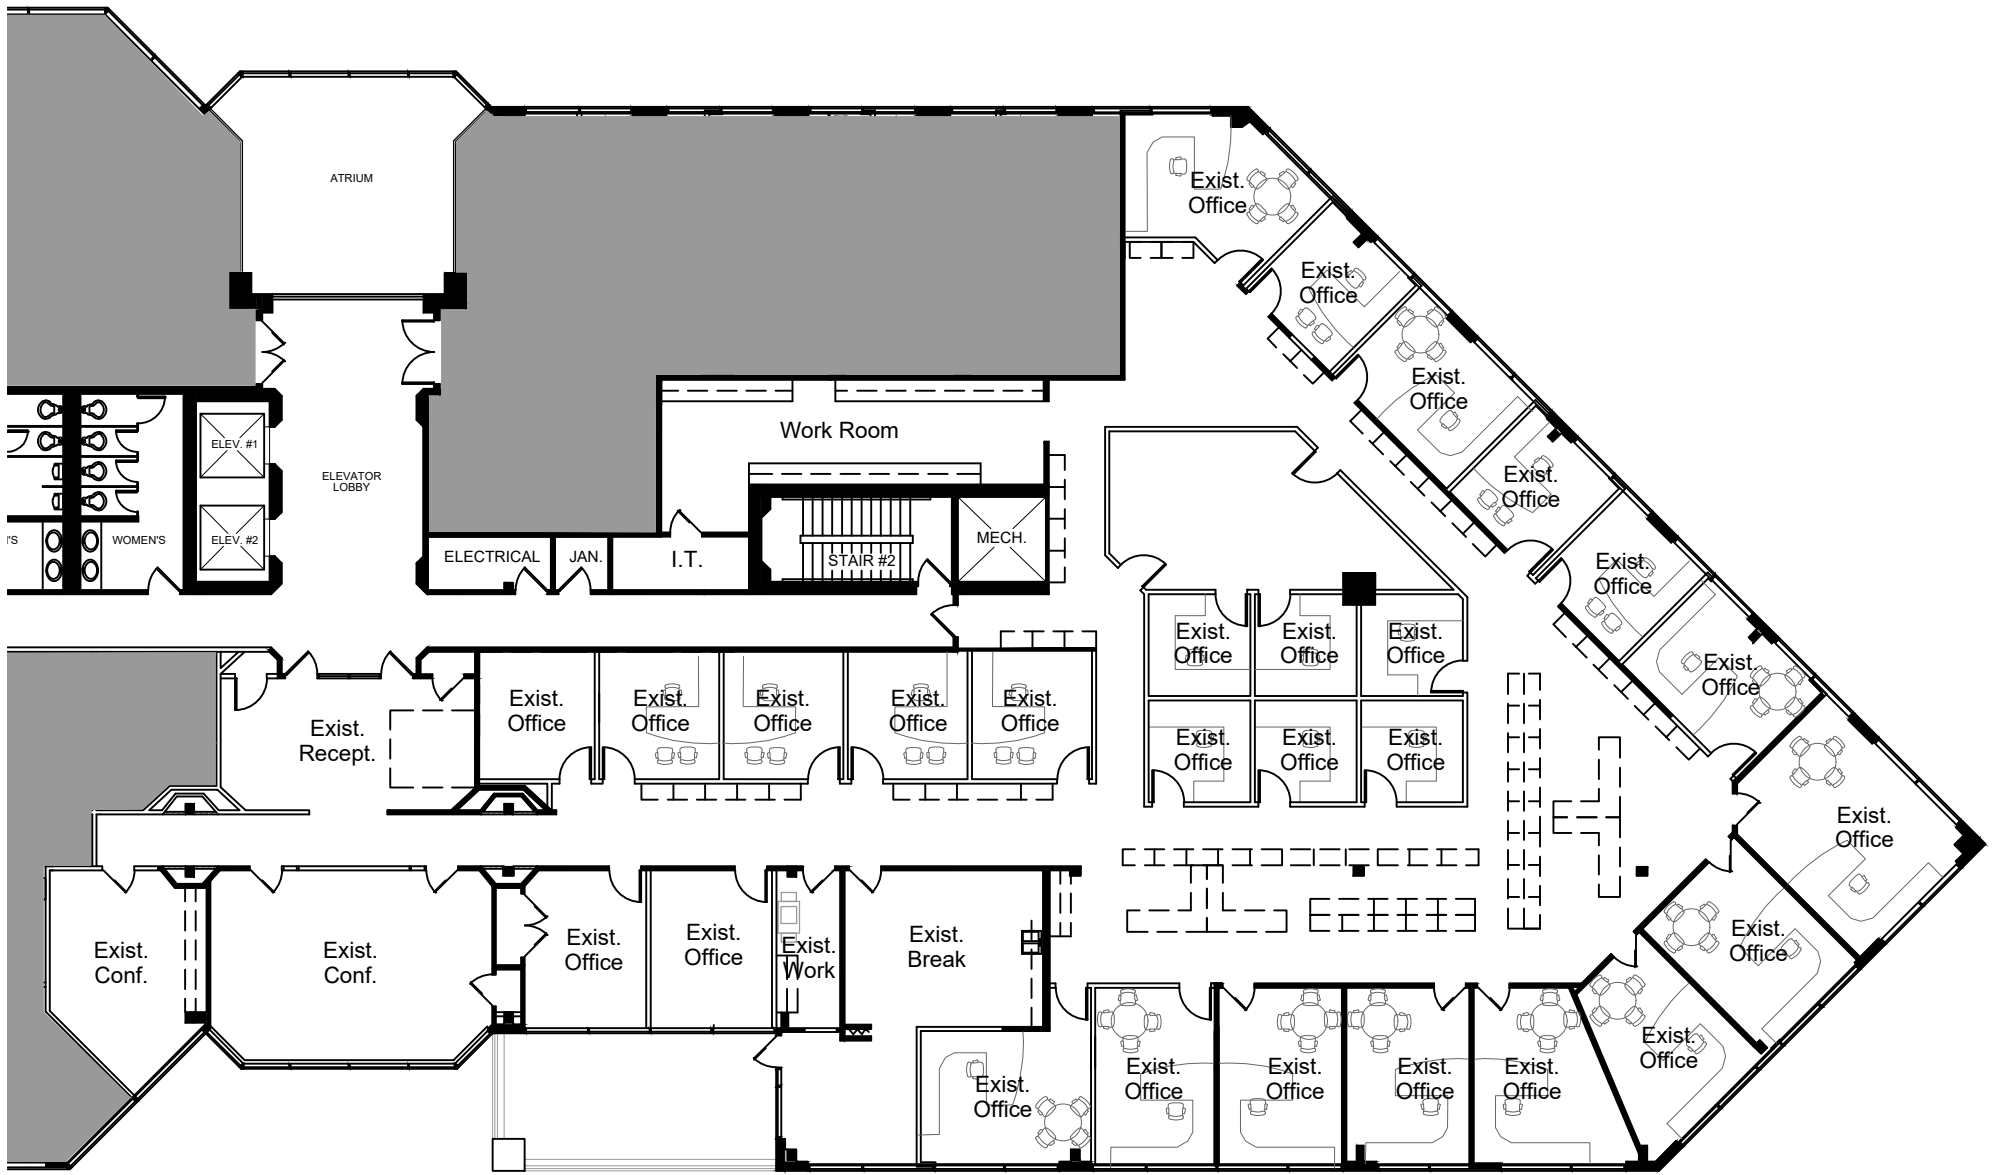 ATRIUM
Exist.
Office
Exist.
Office
Exist.
Office
Work Room
ELEV. #1
ELEVATOR
LOBBY
Exist.
Office
'S
WOMEN'S
ELEV. #2
ELECTRICAL
JAN.
I.T.
STAIR #2
MECH.
Exist.
Office
Exist.
Office
Exist.
Office
Exist.
Office
Exist.
Office
Exist.
Recept.
Exist.
Office
Exist.
Office
Exist.
Office
Exist.
Office
Exist.
Office
Exist.
Office
Exist.
Office
Exist.
Office
Exist.
Office
Exist.
Conf.
Exist.
Conf.
Exist.
Office
Exist.
Office
Exist.
Work
Exist.
Break
Exist.
Office
Exist.
Office
Exist.
Office
Exist.
Office
Exist.
Office
Exist.
Office
Exist.
Office